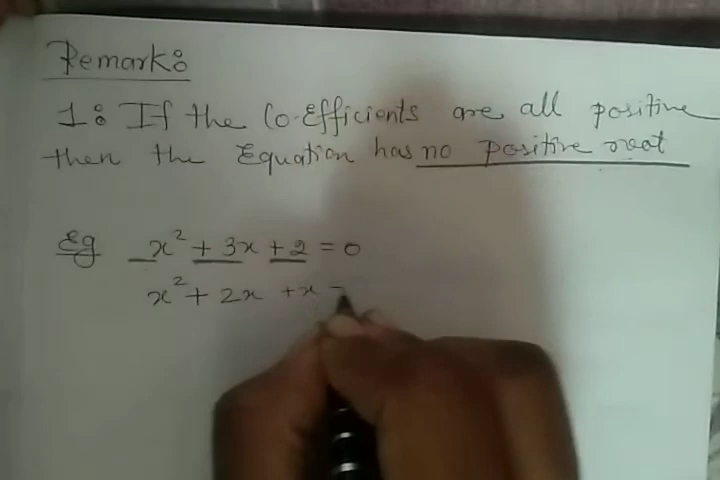 Remark:
1: If the Co-Efficients are all positive
then the Equation has no positive root
Eg x² + 3x + 2 = 0
x² + 2x + x